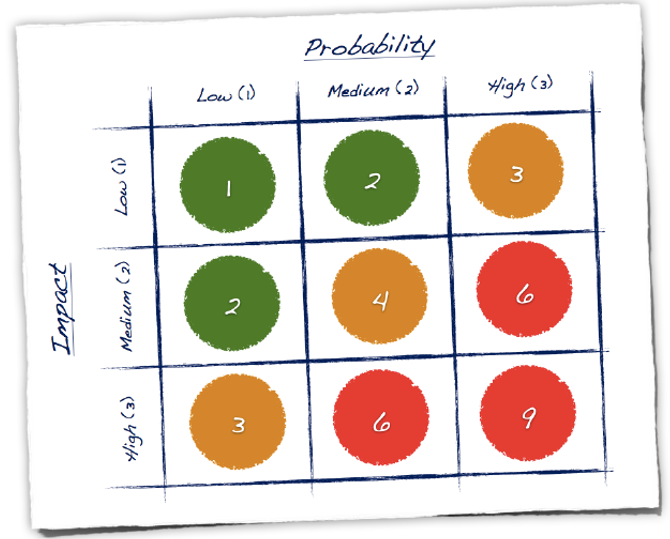 Probability
Low (1) Medium (2) High (3)
Low (1) 1 2 3
Impact
Medium (2) 2 4 6
High (3) 3 6 9